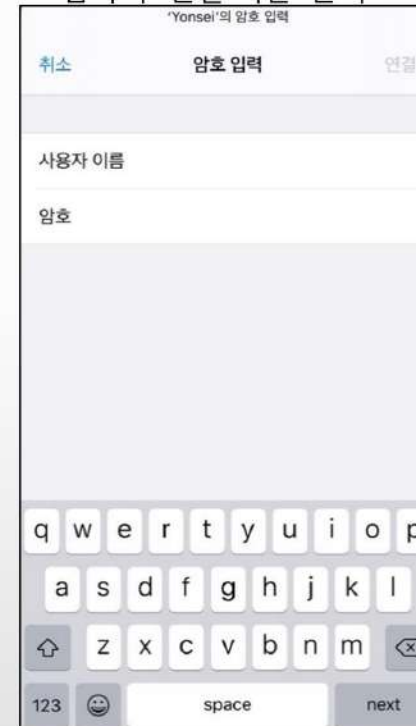 'Yonsei'의 암호 입력
취소 암호 입력 연결
사용자 이름
암호
q w e r t y u i o p
a s d f g h j k l
z x c v b n m
123 space next